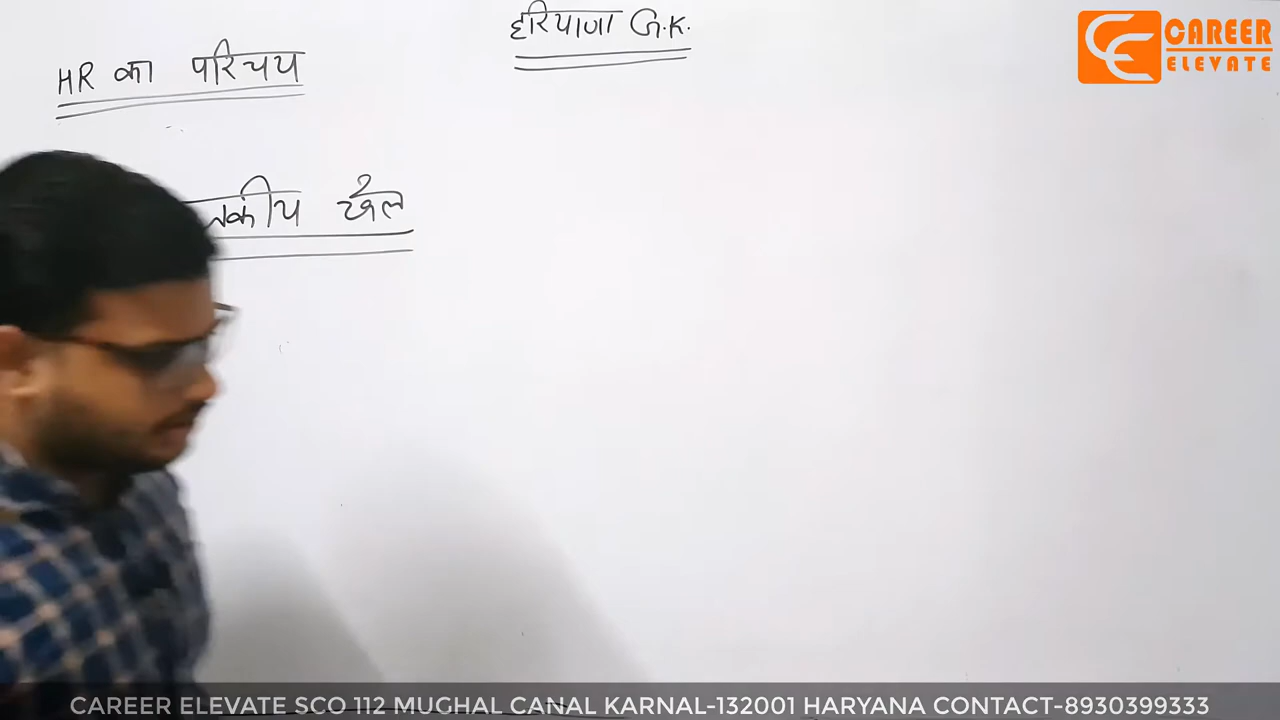 हरियाणा G.K.
CAREER
ELEVATE
HR का परिचय
खेल
CAREER ELEVATE SCO 112 MUGHAL CANAL KARNAL-132001 HARYANA CONTACT-8930399333